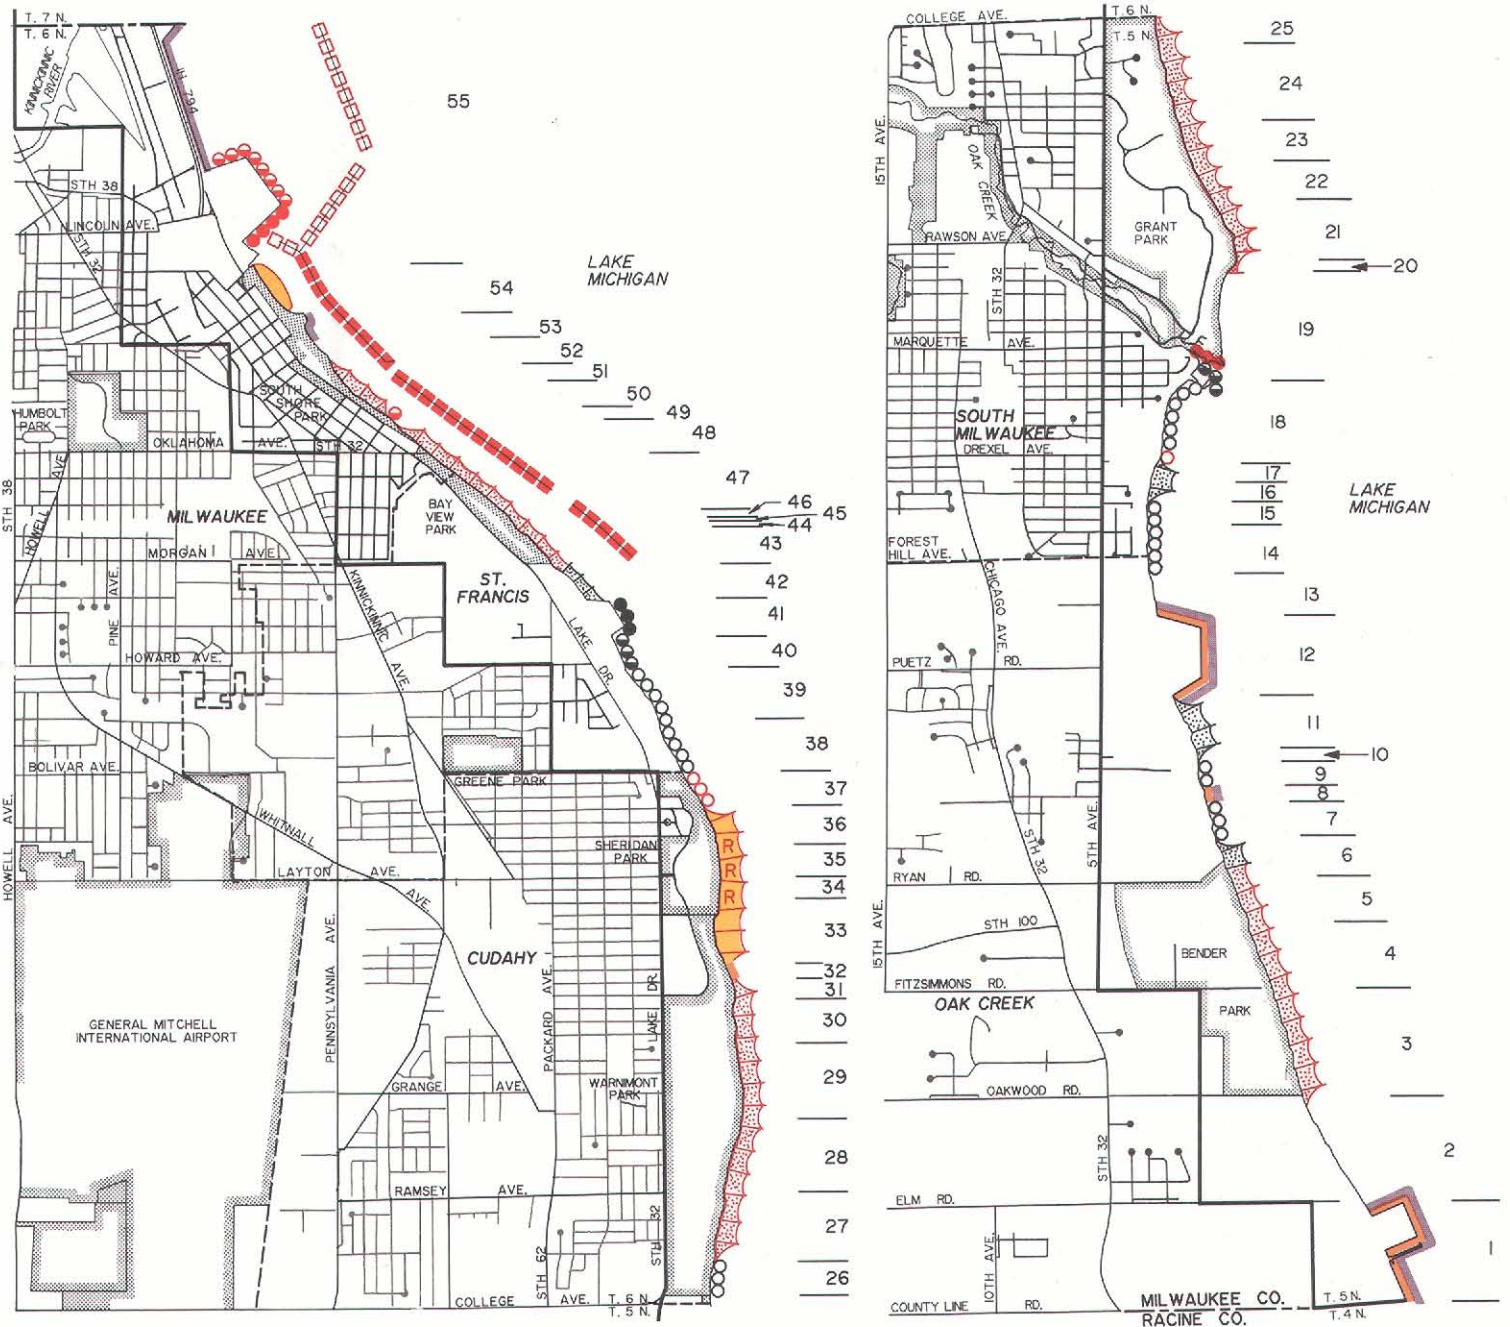 T. 7 N.
T. 6 N.
KINNICKINNIC
RIVER
IH 794
55
STH 38
LINCOLN AVE.
STH 32
LAKE
MICHIGAN
54
53
52
51
50
49
48
47
46
45
44
43
42
41
40
39
38
37
36
35
34
33
32
31
30
29
28
27
26
SOUTH
SHORE
PARK
HUMBOLT
PARK
OKLAHOMA AVE.
STH 32
STH 38
HOWELL AVE.
MILWAUKEE
BAY
VIEW
PARK
MORGAN AVE.
ST.
FRANCIS
KINNICKINNIC AVE.
PINE AVE.
LAKE DR.
HOWARD AVE.
BOLIVAR AVE.
GREENE PARK
HOWELL AVE.
WHITNALL AVE.
SHERIDAN
PARK
R
R
R
LAYTON AVE.
PENNSYLVANIA AVE.
CUDAHY
PACKARD AVE.
LAKE DR.
GENERAL MITCHELL
INTERNATIONAL AIRPORT
WARNIMONT
PARK
GRANGE AVE.
RAMSEY AVE.
STH 62
STH 32
COLLEGE AVE.
T. 6 N.
T. 5 N.
COLLEGE AVE.
T. 6 N.
T. 5 N.
25
24
23
22
21
20
19
18
17
16
15
14
13
12
11
10
9
8
7
6
5
4
3
2
1
15TH AVE.
OAK
CREEK
GRANT
PARK
RAWSON AVE.
STH 32
MARQUETTE AVE.
SOUTH
MILWAUKEE
DREXEL AVE.
LAKE
MICHIGAN
FOREST
HILL AVE.
CHICAGO AVE.
PUETZ RD.
5TH AVE.
STH 32
RYAN RD.
15TH AVE.
STH 100
BENDER
PARK
FITZSIMMONS RD.
OAK CREEK
OAKWOOD RD.
STH 32
ELM RD.
10TH AVE.
COUNTY LINE RD.
MILWAUKEE CO.
RACINE CO.
T. 5 N.
T. 4 N.